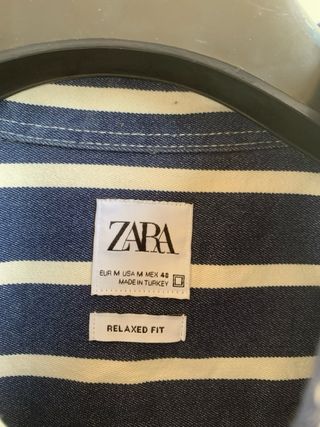 ZARA
EUR M USA M MEX 40
MADE IN TURKEY
RELAXED FIT